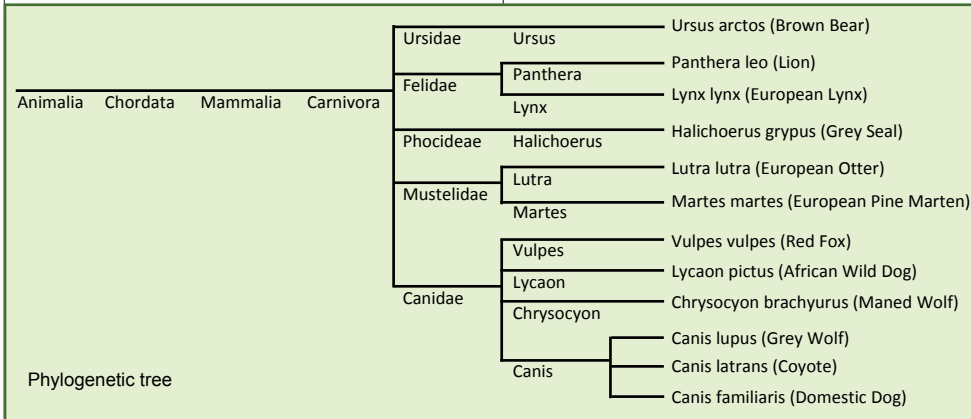 Ursus arctos (Brown Bear)
Ursidae Ursus
Panthera leo (Lion)
Felidae Panthera
Lynx lynx (European Lynx)
Animalia Chordata Mammalia Carnivora
Lynx
Halichoerus grypus (Grey Seal)
Phocideae Halichoerus
Lutra lutra (European Otter)
Lutra
Mustelidae
Martes martes (European Pine Marten)
Martes
Vulpes vulpes (Red Fox)
Vulpes
Lycaon pictus (African Wild Dog)
Lycaon
Canidae
Chrysocyon brachyurus (Maned Wolf)
Chrysocyon
Canis lupus (Grey Wolf)
Canis
Canis latrans (Coyote)
Phylogenetic tree
Canis familiaris (Domestic Dog)